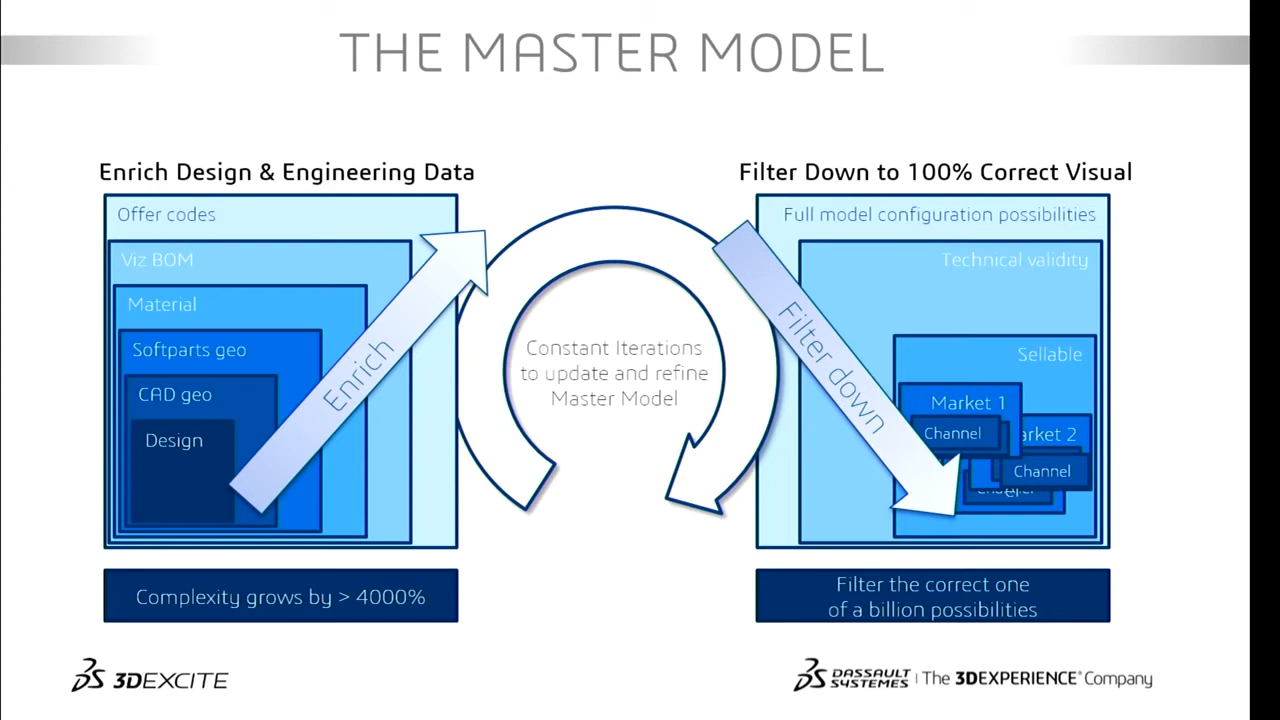 THE MASTER MODEL
Enrich Design & Engineering Data
Offer codes
Viz BOM
Material
Softparts geo
CAD geo
Design
Enrich
Complexity grows by > 4000%
Constant Iterations
to update and refine
Master Model
Filter Down to 100% Correct Visual
Full model configuration possibilities
Technical validity
Sellable
Market 1
Channel
arket 2
Channel
Filter down
Filter the correct one
of a billion possibilities
3DEXCITE
DASSAULT
SYSTEMES | The 3DEXPERIENCE® Company